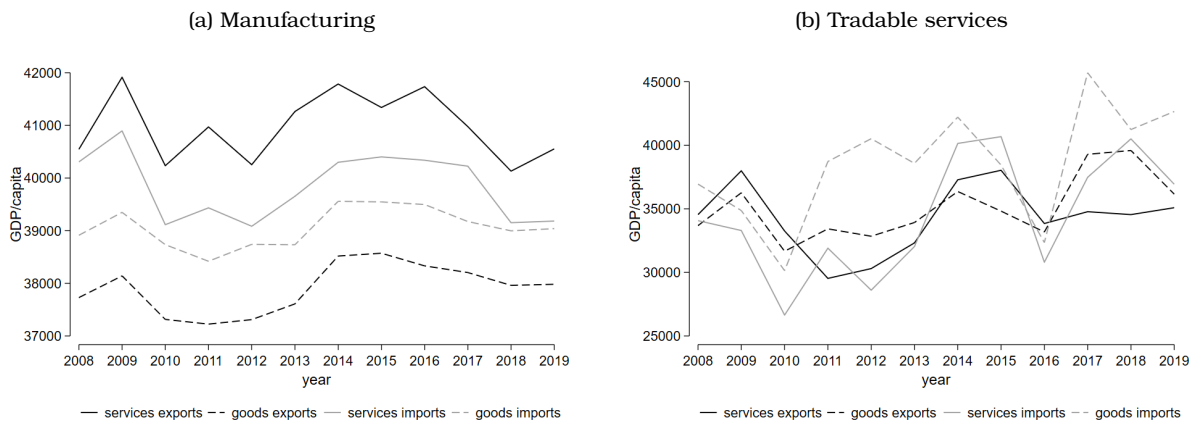 (a) Manufacturing
GDP/capita
42000
41000
40000
39000
38000
37000
2008 2009 2010 2011 2012 2013 2014 2015 2016 2017 2018 2019
year
services exports goods exports services imports goods imports
(b) Tradable services
GDP/capita
45000
40000
35000
30000
25000
2008 2009 2010 2011 2012 2013 2014 2015 2016 2017 2018 2019
year
services exports goods exports services imports goods imports